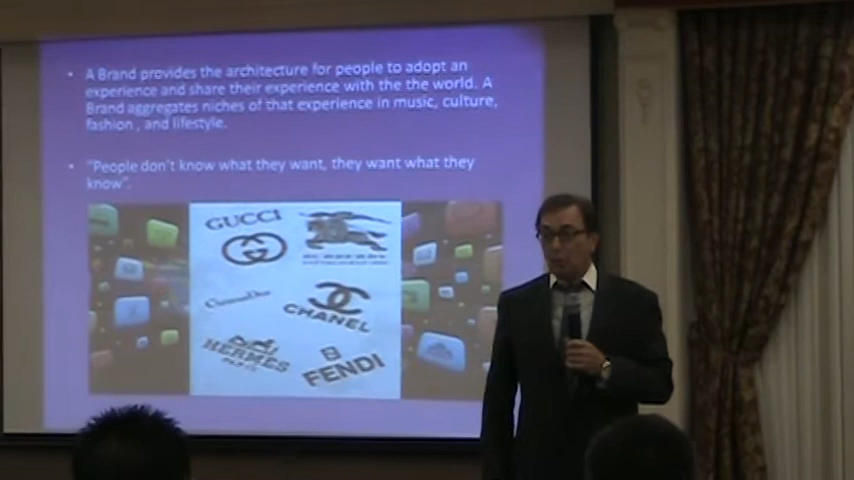 • A Brand provides the architecture for people to adopt an
experience and share their experience with the the world. A
Brand aggregates niches of that experience in music, culture,
fashion , and lifestyle.
• "People don't know what they want, they want what they
know".
GUCCI
CHANEL
HERMES
PARIS
FENDI